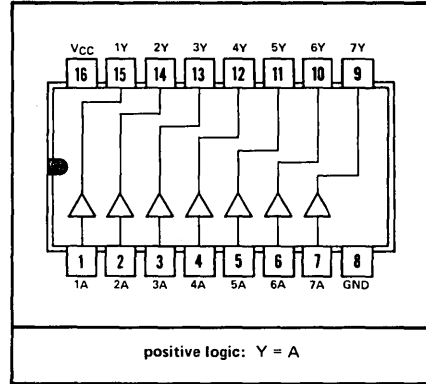 VCC 1Y 2Y 3Y 4Y 5Y 6Y 7Y
16 15 14 13 12 11 10 9
1 2 3 4 5 6 7 8
1A 2A 3A 4A 5A 6A 7A GND
positive logic: Y = A